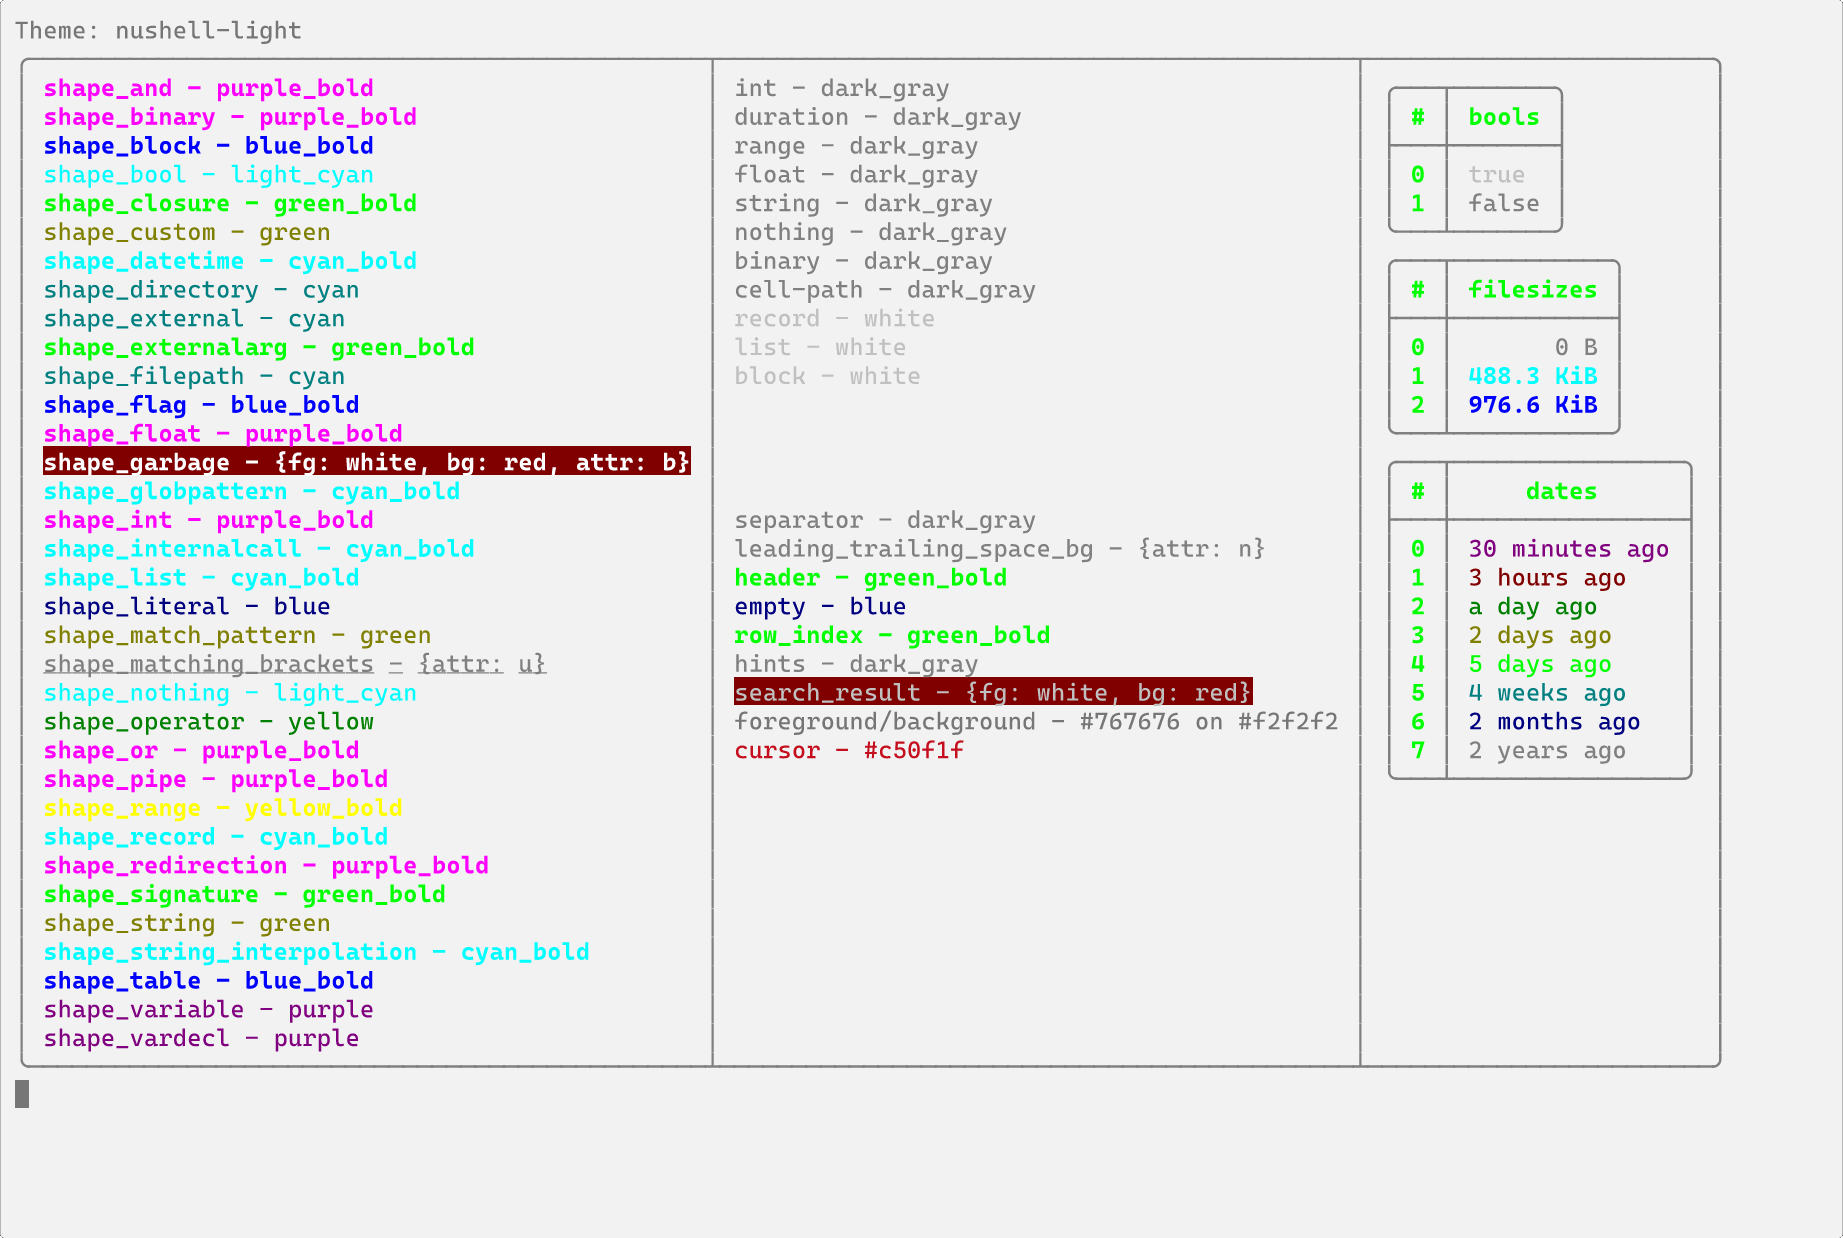 Theme: nushell-light
shape_and - purple_bold
shape_binary - purple_bold
shape_block - blue_bold
shape_bool - light_cyan
shape_closure - green_bold
shape_custom - green
shape_datetime - cyan_bold
shape_directory - cyan
shape_external - cyan
shape_externalarg - green_bold
shape_filepath - cyan
shape_flag - blue_bold
shape_float - purple_bold
shape_garbage - {fg: white, bg: red, attr: b}
shape_globpattern - cyan_bold
shape_int - purple_bold
shape_internalcall - cyan_bold
shape_list - cyan_bold
shape_literal - blue
shape_match_pattern - green
shape_matching_brackets - {attr: u}
shape_nothing - light_cyan
shape_operator - yellow
shape_or - purple_bold
shape_pipe - purple_bold
shape_range - yellow_bold
shape_record - cyan_bold
shape_redirection - purple_bold
shape_signature - green_bold
shape_string - green
shape_string_interpolation - cyan_bold
shape_table - blue_bold
shape_variable - purple
shape_vardecl - purple
int - dark_gray
duration - dark_gray
range - dark_gray
float - dark_gray
string - dark_gray
nothing - dark_gray
binary - dark_gray
cell-path - dark_gray
record - white
list - white
block - white
separator - dark_gray
leading_trailing_space_bg - {attr: n}
header - green_bold
empty - blue
row_index - green_bold
hints - dark_gray
search_result - {fg: white, bg: red}
foreground/background - #767676 on #f2f2f2
cursor - #c50f1f
# bools
0 true
1 false
# filesizes
0 0 B
1 488.3 KiB
2 976.6 KiB
# dates
0 30 minutes ago
1 3 hours ago
2 a day ago
3 2 days ago
4 5 days ago
5 4 weeks ago
6 2 months ago
7 2 years ago